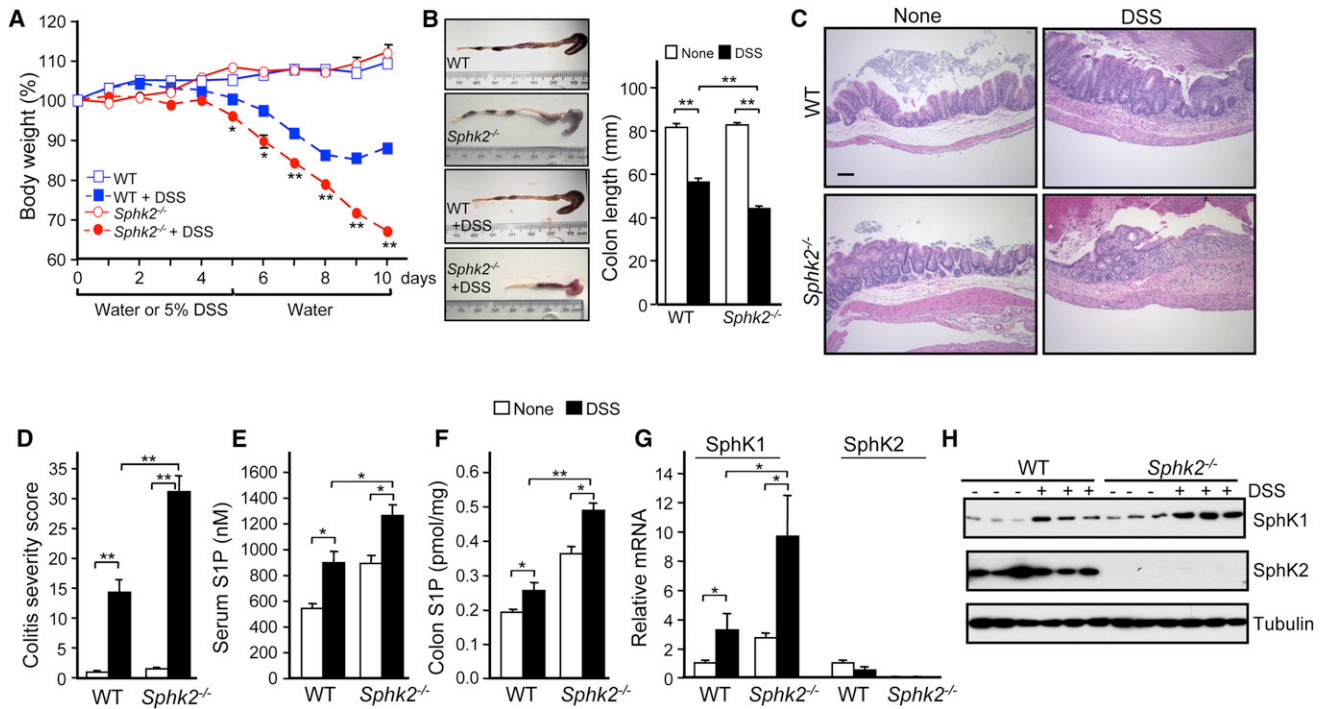 A
120
110
100
90
80
70
60
Body weight (%)
WT
WT + DSS
Sphk2-/-
Sphk2-/- + DSS
*
*
**
**
**
**
0 2 4 6 8 10 days
Water or 5% DSS Water
B
WT
Sphk2-/-
WT +DSS
Sphk2-/- +DSS
None DSS
**
** **
100
80
60
40
20
0
Colon length (mm)
WT Sphk2-/-
C
None DSS
WT
Sphk2-/-
None DSS
D
35
30
25
20
15
10
5
0
Colitis severity score
**
**
**
WT Sphk2-/-
E
1600
1400
1200
1000
800
600
400
200
0
Serum S1P (nM)
*
*
*
WT Sphk2-/-
F
0.6
0.5
0.4
0.3
0.2
0.1
0.0
Colon S1P (pmol/mg)
**
*
*
WT Sphk2-/-
G
SphK1 SphK2
14
12
10
8
6
4
2
0
Relative mRNA
*
*
*
WT Sphk2-/- WT Sphk2-/-
H
WT Sphk2-/-
- - - + + + - - - + + + DSS
SphK1
SphK2
Tubulin